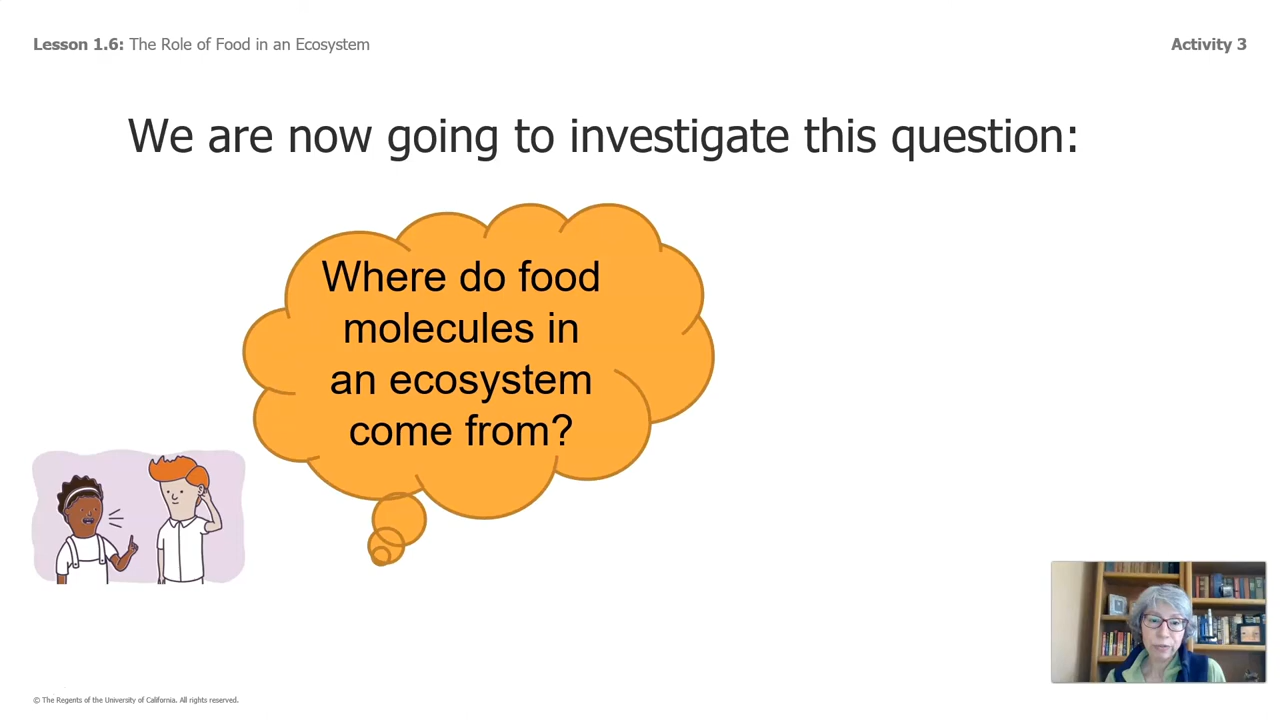 Lesson 1.6: The Role of Food in an Ecosystem
Activity 3
We are now going to investigate this question:
Where do food
molecules in
an ecosystem
come from?
© The Regents of the University of California. All rights reserved.